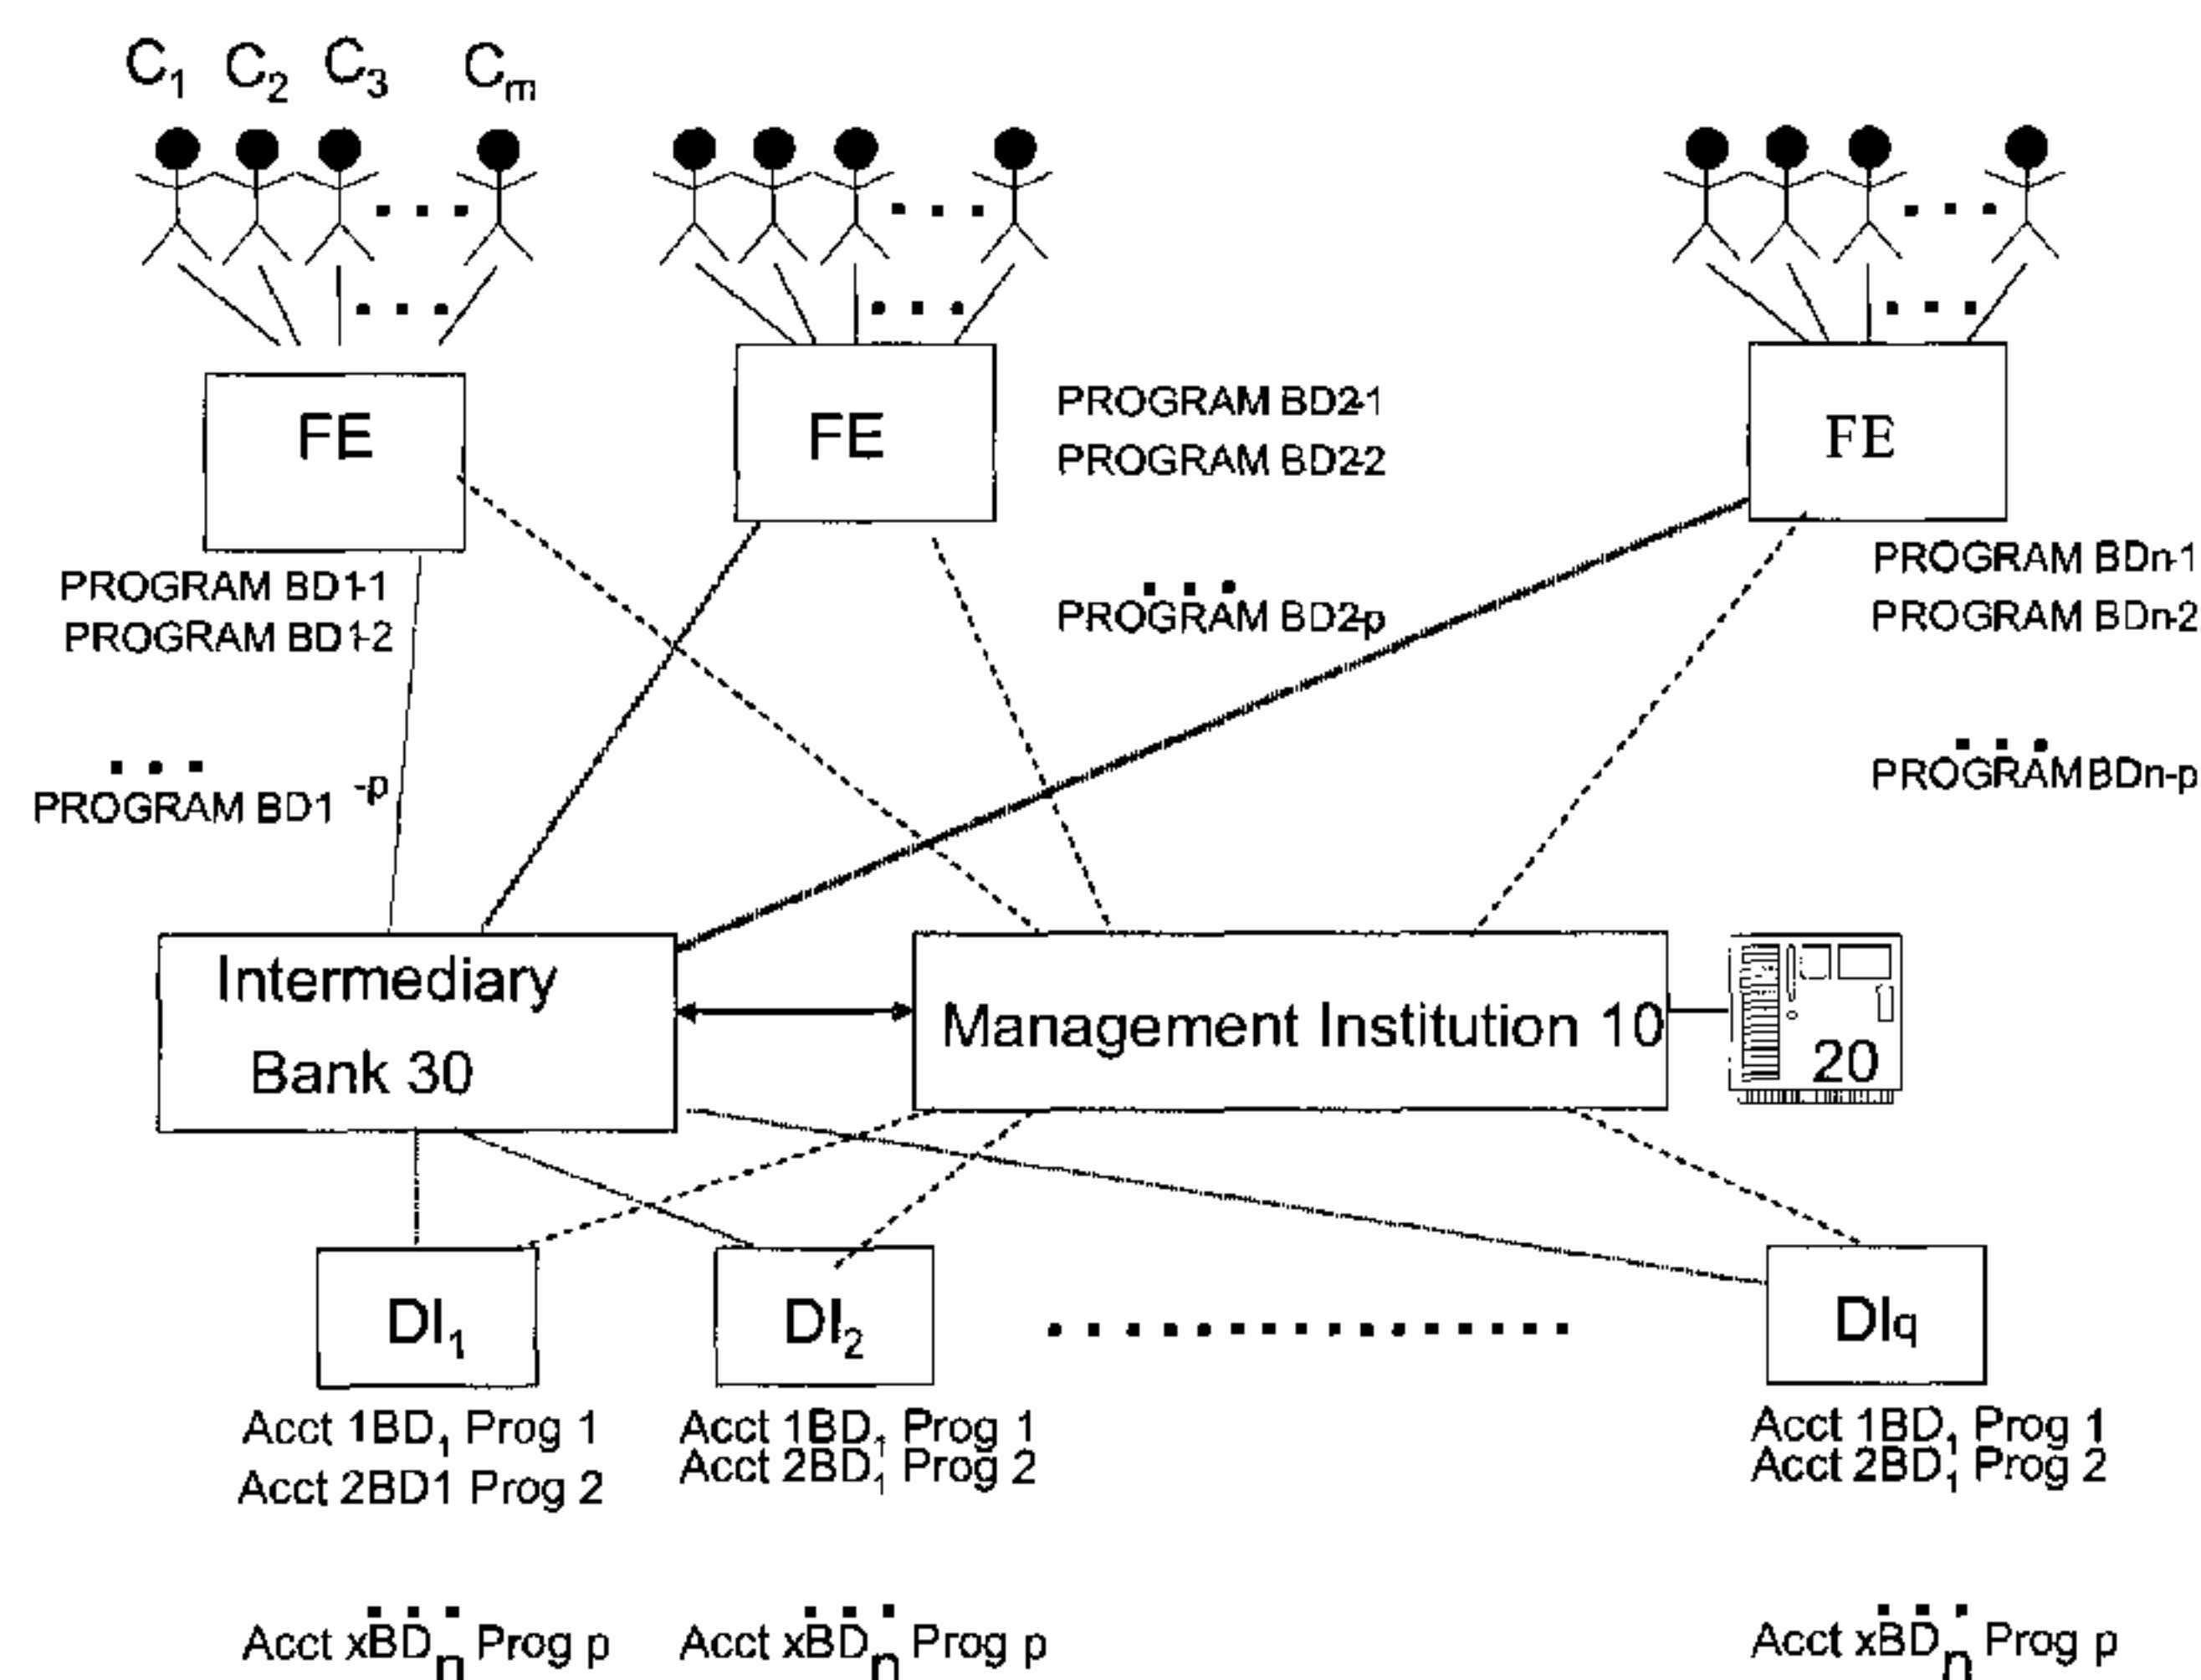 C1 C2 C3 Cm
FE
FE
FE
PROGRAM BD2-1
PROGRAM BD2-2
PROGRAM BD1-1
PROGRAM BD1-2
PROGRAM BD2-p
PROGRAM BDn-1
PROGRAM BDn-2
PROGRAM BD1 -p
PROGRAM BDn-p
Intermediary
Bank 30
Management Institution 10
20
DI1
DI2
DIq
Acct 1BD1 Prog 1
Acct 2BD1 Prog 2
Acct xBDn Prog p
Acct 1BD1 Prog 1
Acct 2BD1 Prog 2
Acct xBDn Prog p
Acct 1BD1 Prog 1
Acct 2BD1 Prog 2
Acct xBDn Prog p